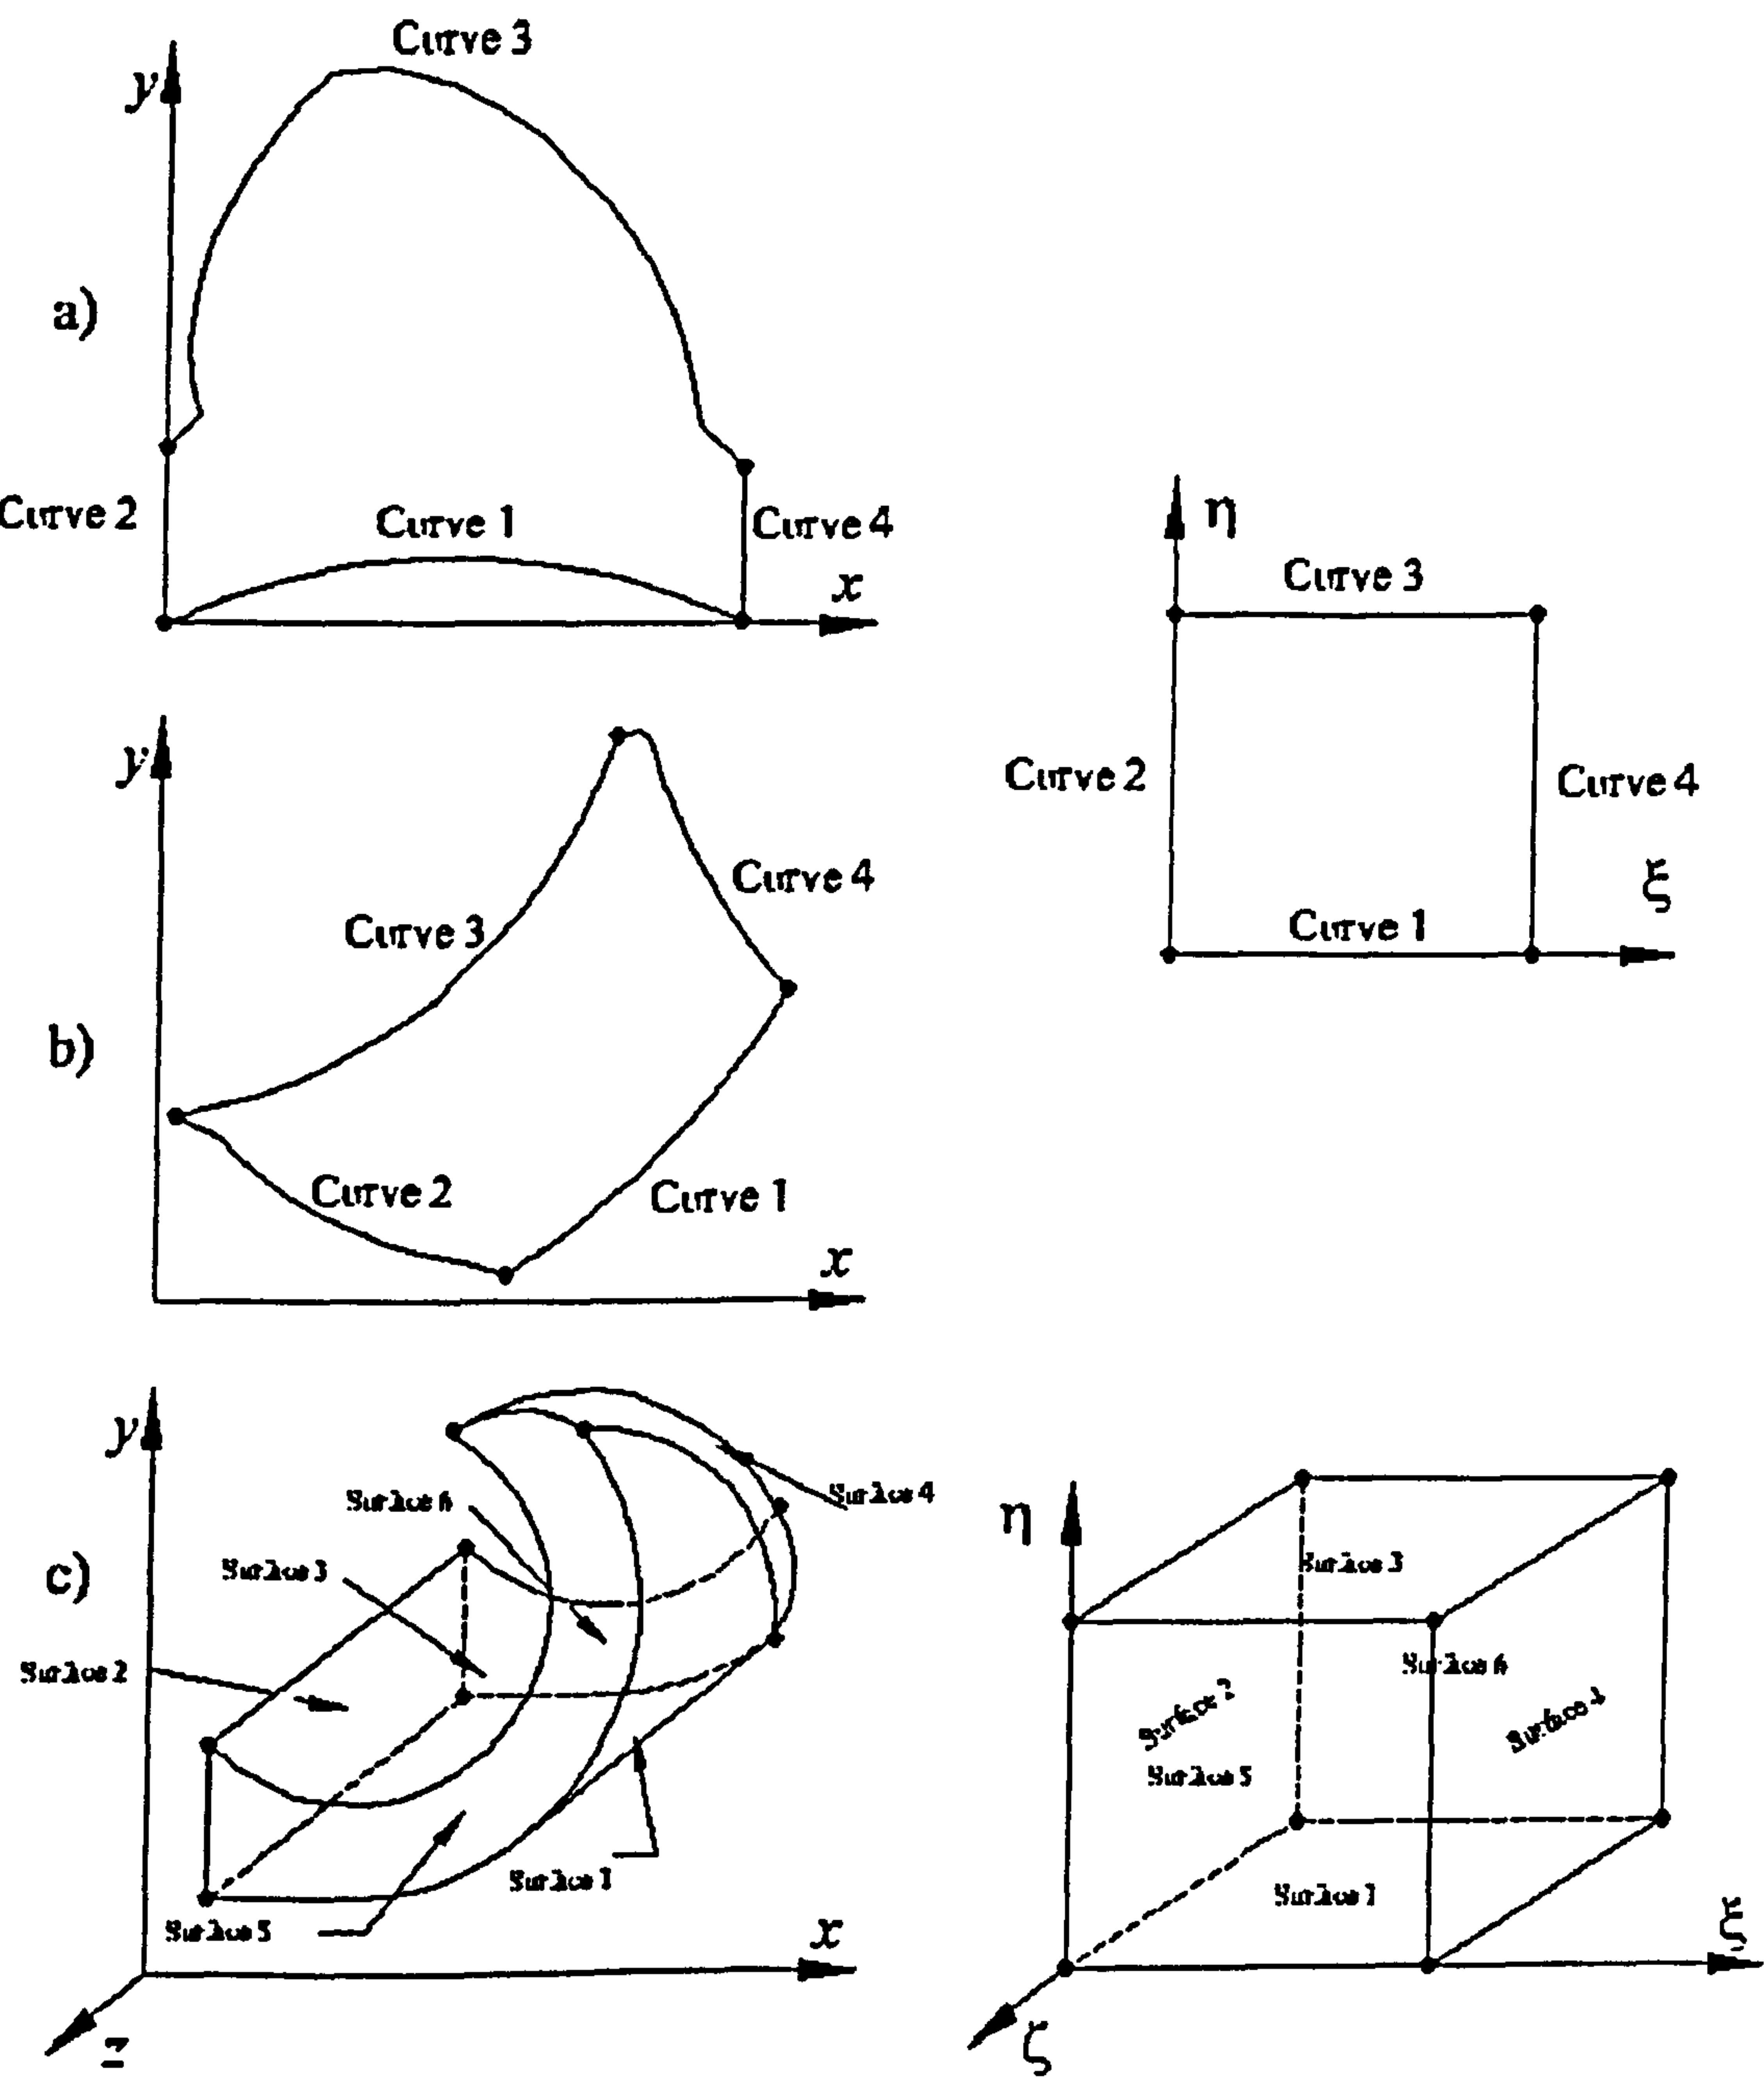 Curve 3
y
a)
Curve 2
Curve 1
Curve 4
x
η
Curve 3
Curve 2
Curve 4
ξ
Curve 1
y
Curve 4
Curve 3
b)
Curve 2
Curve 1
x
y
Surface 6
Surface 4
c)
Surface 3
Surface 2
Surface 1
Surface 5
x
z
η
Surface 3
Surface 6
Surface 2
Surface
Surface 5
Surface 1
ξ
ζ